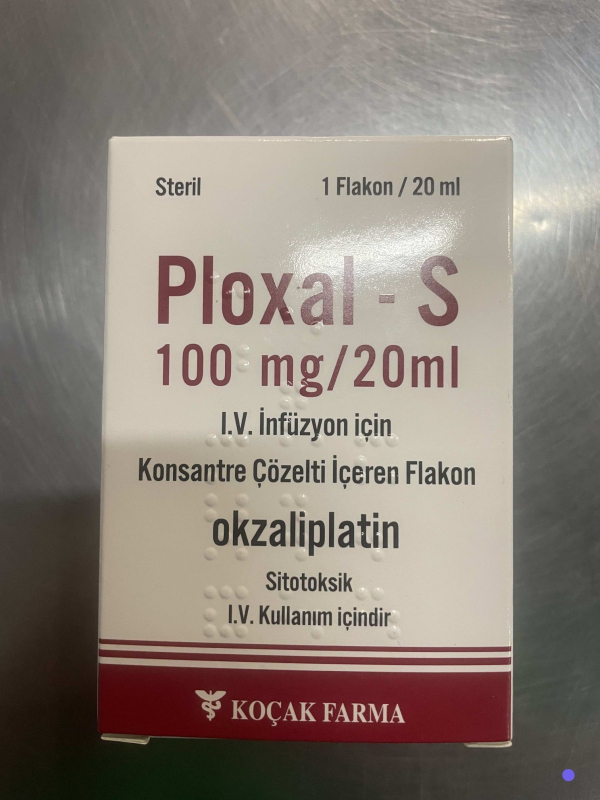 Steril 1 Flakon / 20 ml
Ploxal - S
100 mg/20ml
I.V. İnfüzyon için
Konsantre Çözelti İçeren Flakon
okzaliplatin
Sitotoksik
I.V. Kullanım içindir
KOÇAK FARMA